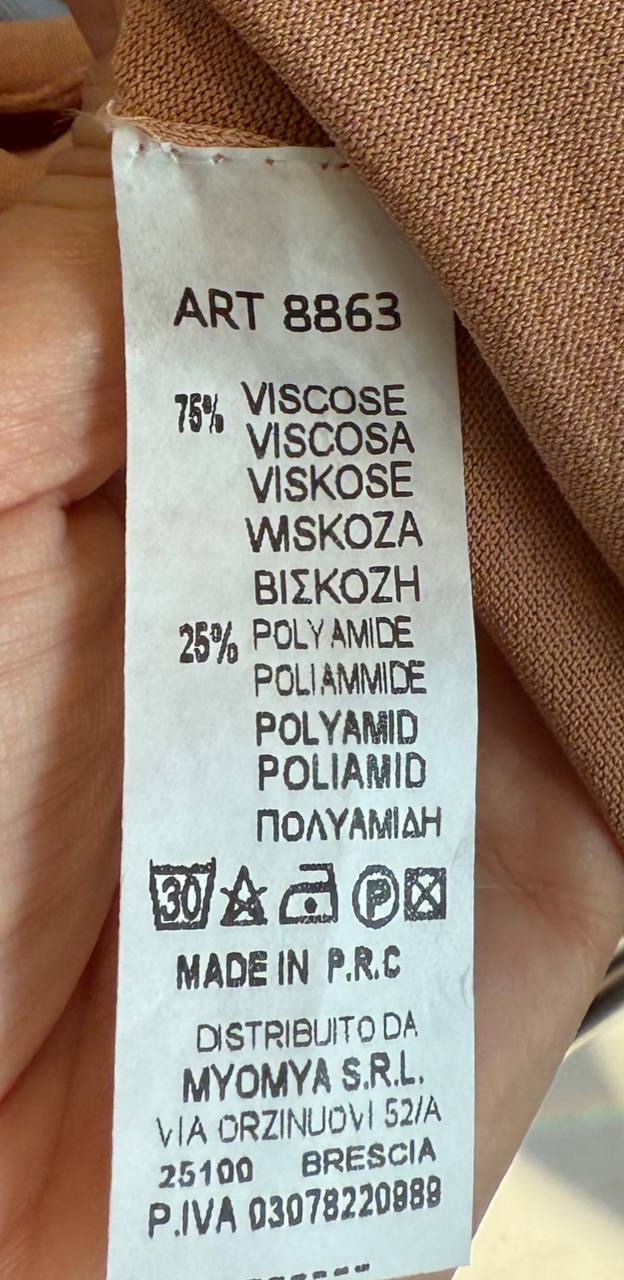 ART 8863
75% VISCOSE
VISCOSA
VISKOSE
WISKOZA
ΒΙΣΚΟΖΗ
25% POLYAMIDE
POLIAMMIDE
POLYAMID
POLIAMID
ΠΟΛΥΑΜΙΔΗ
30 P
MADE IN P.R.C
DISTRIBUITO DA
MYOMYA S.R.L.
VIA ORZINUOVI 52/A
25100 BRESCIA
P.IVA 03078220989